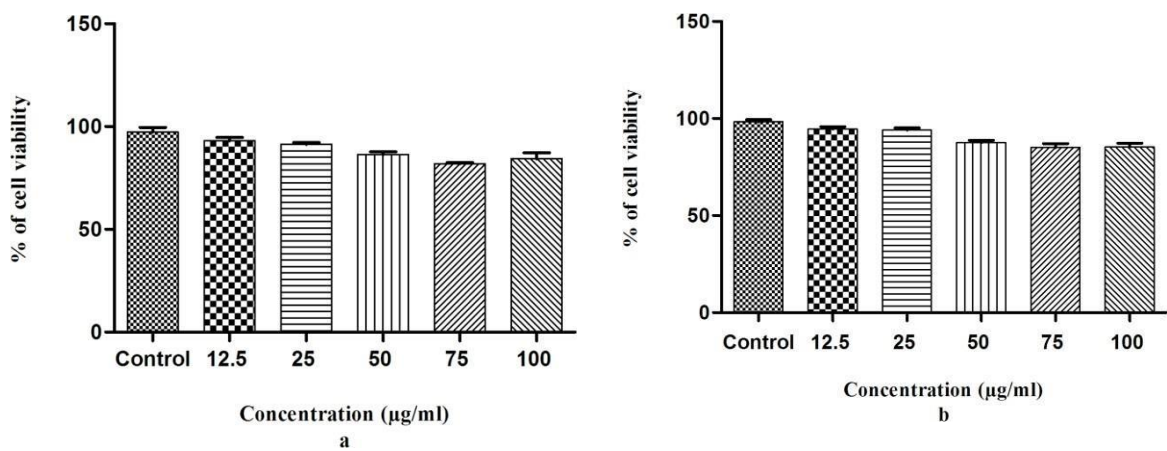 150
100
50
0
% of cell viability
Control 12.5 25 50 75 100
Concentration (µg/ml)
a
150
100
50
0
% of cell viability
Control 12.5 25 50 75 100
Concentration (µg/ml)
b